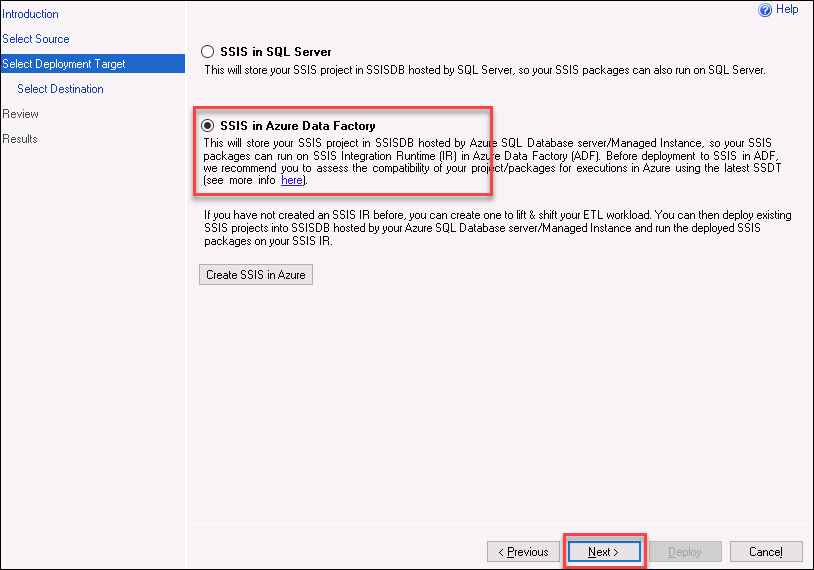 Help
Introduction
Select Source
Select Deployment Target
Select Destination
Review
Results
SSIS in SQL Server
This will store your SSIS project in SSISDB hosted by SQL Server, so your SSIS packages can also run on SQL Server.
SSIS in Azure Data Factory
This will store your SSIS project in SSISDB hosted by Azure SQL Database server/Managed Instance, so your SSIS
packages can run on SSIS Integration Runtime (IR) in Azure Data Factory (ADF). Before deployment to SSIS in ADF,
we recommend you to assess the compatibility of your project/packages for executions in Azure using the latest SSDT
(see more info here).
If you have not created an SSIS IR before, you can create one to lift & shift your ETL workload. You can then deploy existing
SSIS projects into SSISDB hosted by your Azure SQL Database server/Managed Instance and run the deployed SSIS
packages on your SSIS IR.
Create SSIS in Azure
< Previous
Next >
Deploy
Cancel